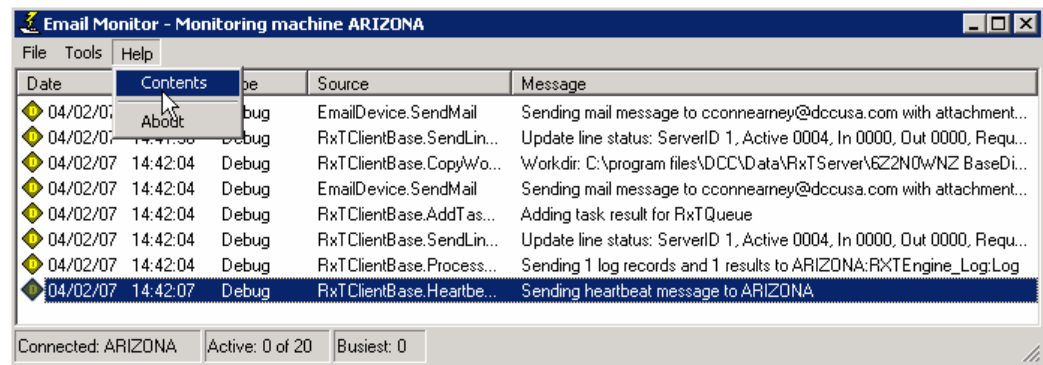 Email Monitor - Monitoring machine ARIZONA
File Tools Help
Contents
About
Date Source Message
04/02/07 EmailDevice.SendMail Sending mail message to cconnearney@dccusa.com with attachment...
04/02/07 14:41:58 Debug RxTClientBase.SendLin... Update line status: ServerID 1, Active 0004, In 0000, Out 0000, Requ...
04/02/07 14:42:04 Debug RxTClientBase.CopyWo... Workdir: C:\program files\DCC\Data\RxTServer\6Z2N0WNZ BaseDi...
04/02/07 14:42:04 Debug EmailDevice.SendMail Sending mail message to cconnearney@dccusa.com with attachment...
04/02/07 14:42:04 Debug RxTClientBase.AddTas... Adding task result for RxTQueue
04/02/07 14:42:04 Debug RxTClientBase.SendLin... Update line status: ServerID 1, Active 0004, In 0000, Out 0000, Requ...
04/02/07 14:42:04 Debug RxTClientBase.Process... Sending 1 log records and 1 results to ARIZONA:RXTEngine_Log:Log
04/02/07 14:42:07 Debug RxTClientBase.Heartbe... Sending heartbeat message to ARIZONA
Connected: ARIZONA Active: 0 of 20 Busiest: 0